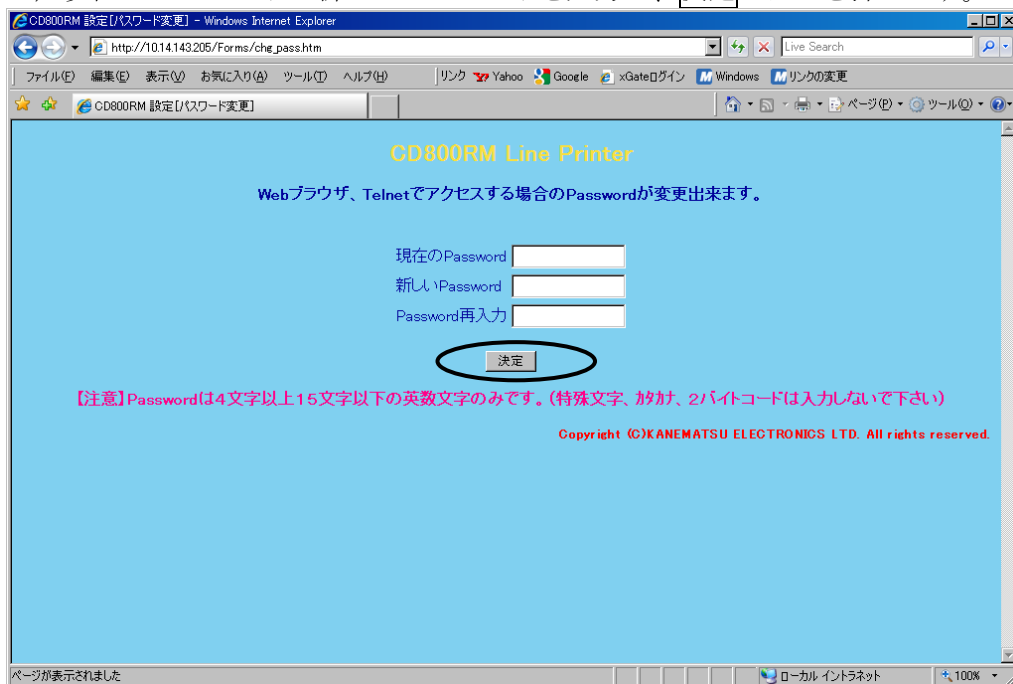 CD800RM 設定[パスワード変更] - Windows Internet Explorer
http://10.14.143.205/Forms/chg_pass.htm
Live Search
ファイル(F) 編集(E) 表示(V) お気に入り(A) ツール(T) ヘルプ(H)
リンク Yahoo Google xGateログイン Windows リンクの変更
CD800RM 設定[パスワード変更]
ページ(P) ツール(O)
CD800RM Line Printer
Webブラウザ、Telnetでアクセスする場合のPasswordが変更出来ます。
現在のPassword
新しいPassword
Password再入力
決定
【注意】Passwordは4文字以上15文字以下の英数文字のみです。(特殊文字、カタカナ、2バイトコードは入力しないで下さい)
Copyright (C)KANEMATSU ELECTRONICS LTD. All rights reserved.
ページが表示されました
ローカル イントラネット
100%